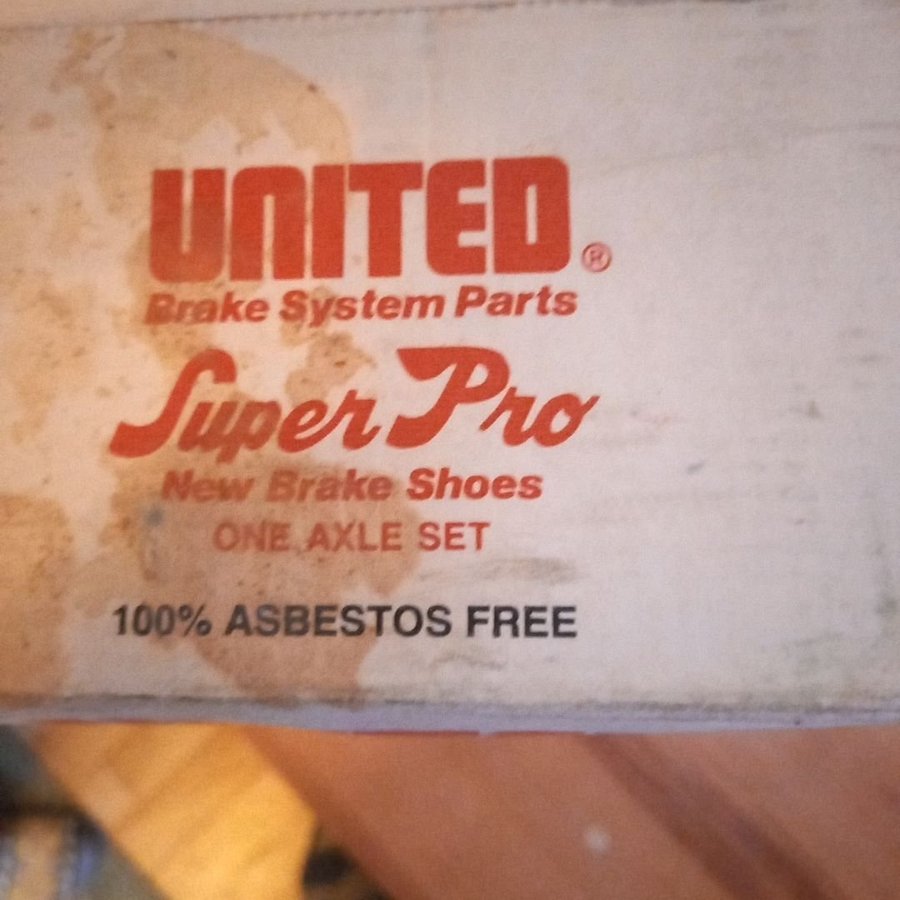 UNITED®
Brake System Parts
Super Pro
New Brake Shoes
ONE AXLE SET
100% ASBESTOS FREE